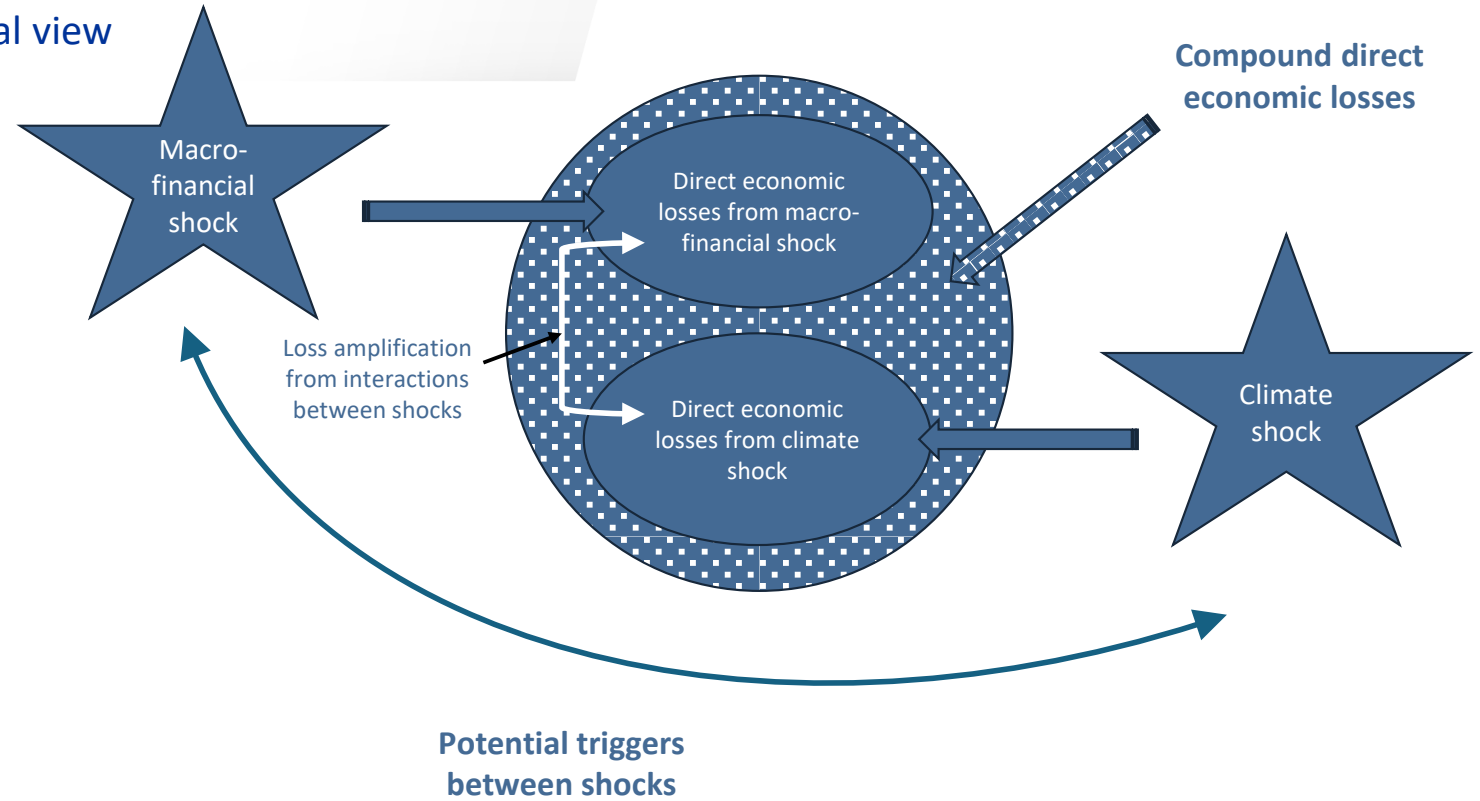 al view
Compound direct
economic losses
Macro-
financial
shock
Direct economic
losses from macro-
financial shock
Loss amplification
from interactions
between shocks
Direct economic
losses from climate
shock
Climate
shock
Potential triggers
between shocks